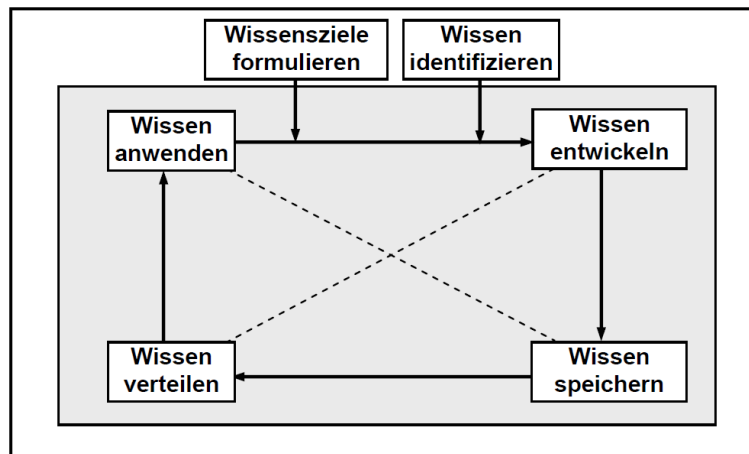 Wissensziele
formulieren
Wissen
identifizieren
Wissen
anwenden
Wissen
entwickeln
Wissen
verteilen
Wissen
speichern